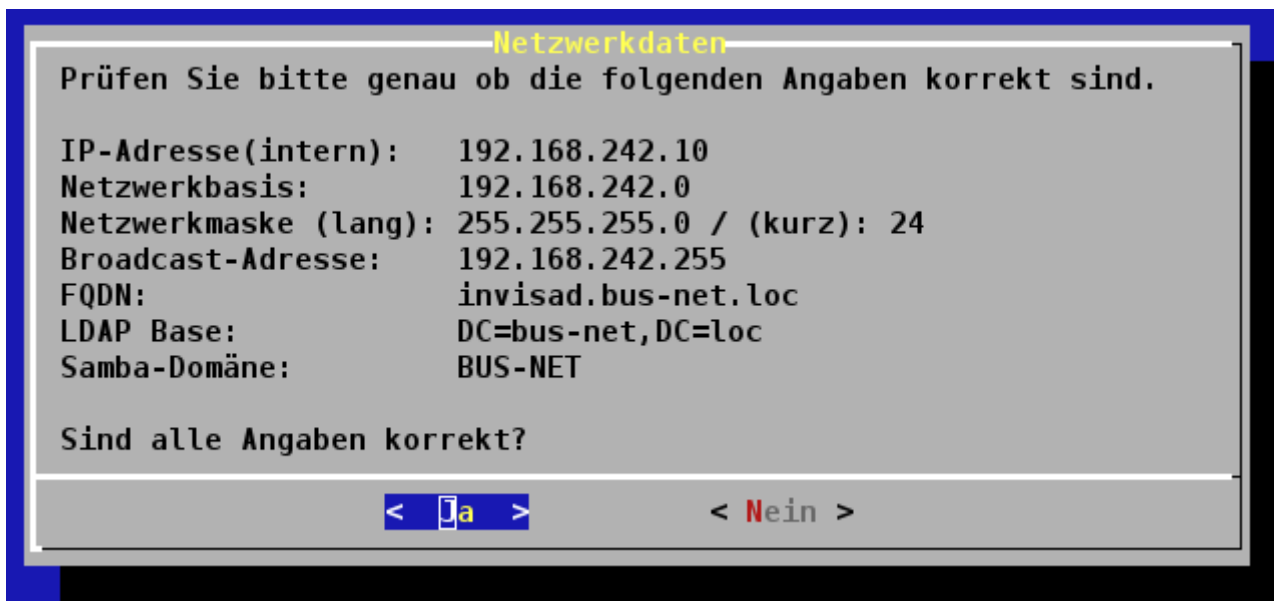 Netzwerkdaten
Prüfen Sie bitte genau ob die folgenden Angaben korrekt sind.
IP-Adresse(intern): 192.168.242.10
Netzwerkbasis: 192.168.242.0
Netzwerkmaske (lang): 255.255.255.0 / (kurz): 24
Broadcast-Adresse: 192.168.242.255
FQDN: invisad.bus-net.loc
LDAP Base: DC=bus-net,DC=loc
Samba-Domäne: BUS-NET
Sind alle Angaben korrekt?
< Ja > < Nein >